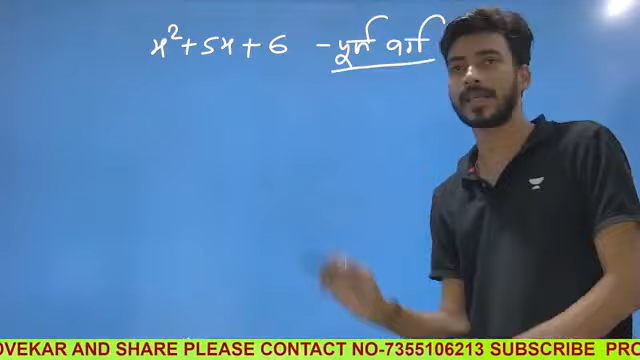 x²+5x+6 - पूर्ण वर्ग
OVEKAR AND SHARE PLEASE CONTACT NO-7355106213 SUBSCRIBE PRO